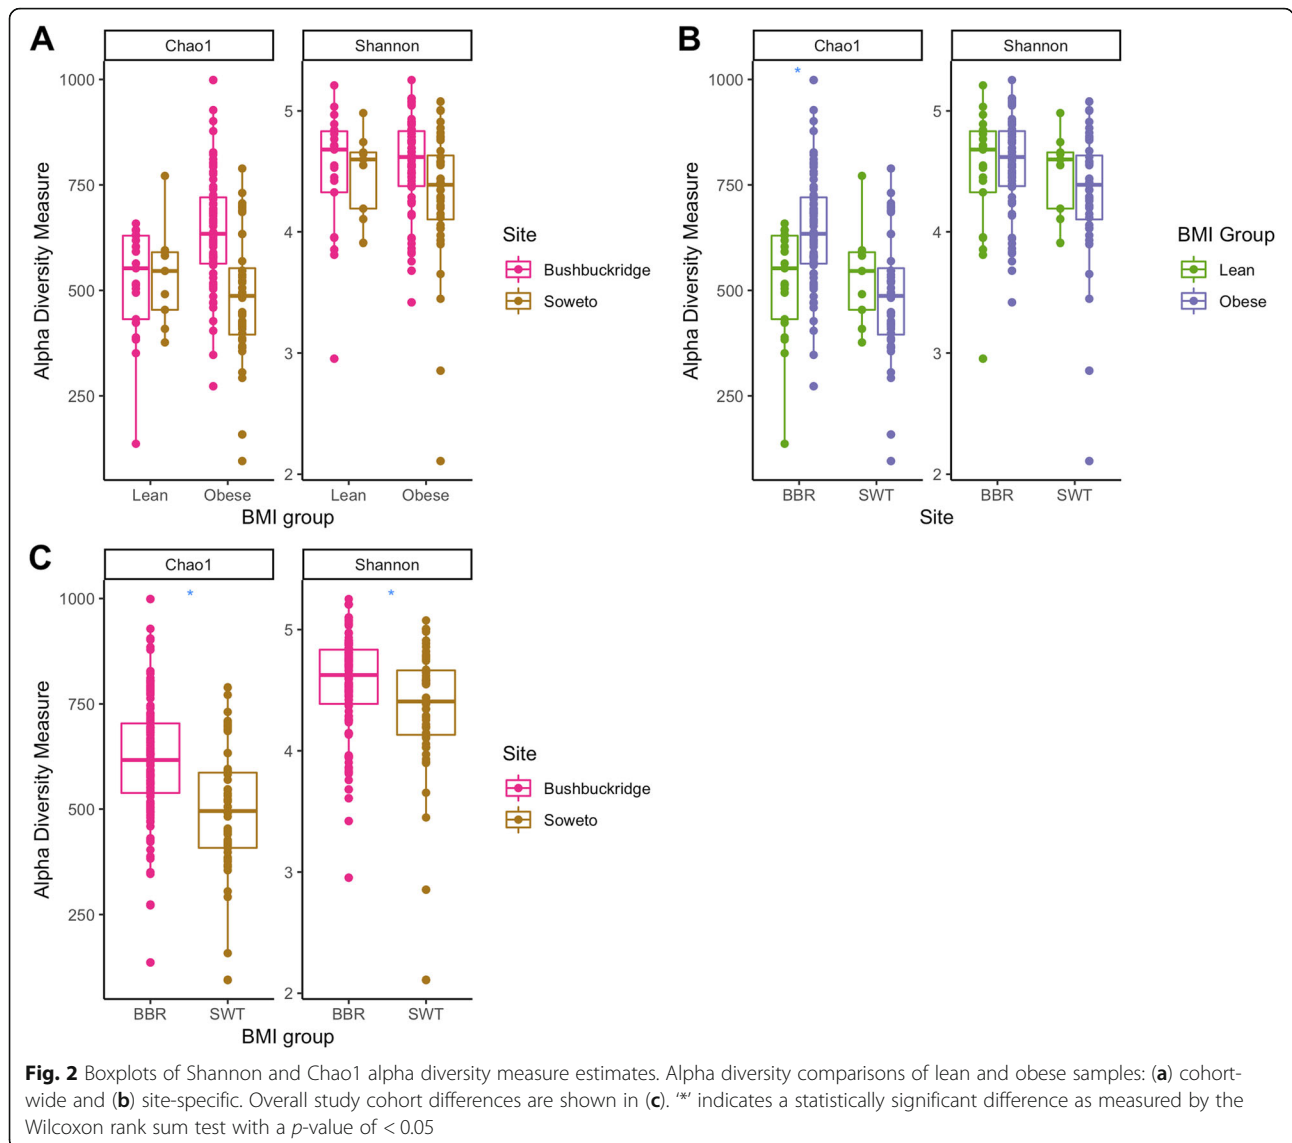 A
Chao1
Shannon
Alpha Diversity Measure
1000
750
500
250
5
4
3
2
Lean
Obese
Lean
Obese
BMI group
Site
Bushbuckridge
Soweto
B
Chao1
Shannon
*
Alpha Diversity Measure
1000
750
500
250
5
4
3
2
BBR
SWT
BBR
SWT
Site
BMI Group
Lean
Obese
C
Chao1
Shannon
*
*
Alpha Diversity Measure
1000
750
500
250
5
4
3
2
BBR
SWT
BBR
SWT
BMI group
Site
Bushbuckridge
Soweto
Fig. 2 Boxplots of Shannon and Chao1 alpha diversity measure estimates. Alpha diversity comparisons of lean and obese samples: (a) cohort-
wide and (b) site-specific. Overall study cohort differences are shown in (c). ‘*’ indicates a statistically significant difference as measured by the
Wilcoxon rank sum test with a p-value of < 0.05